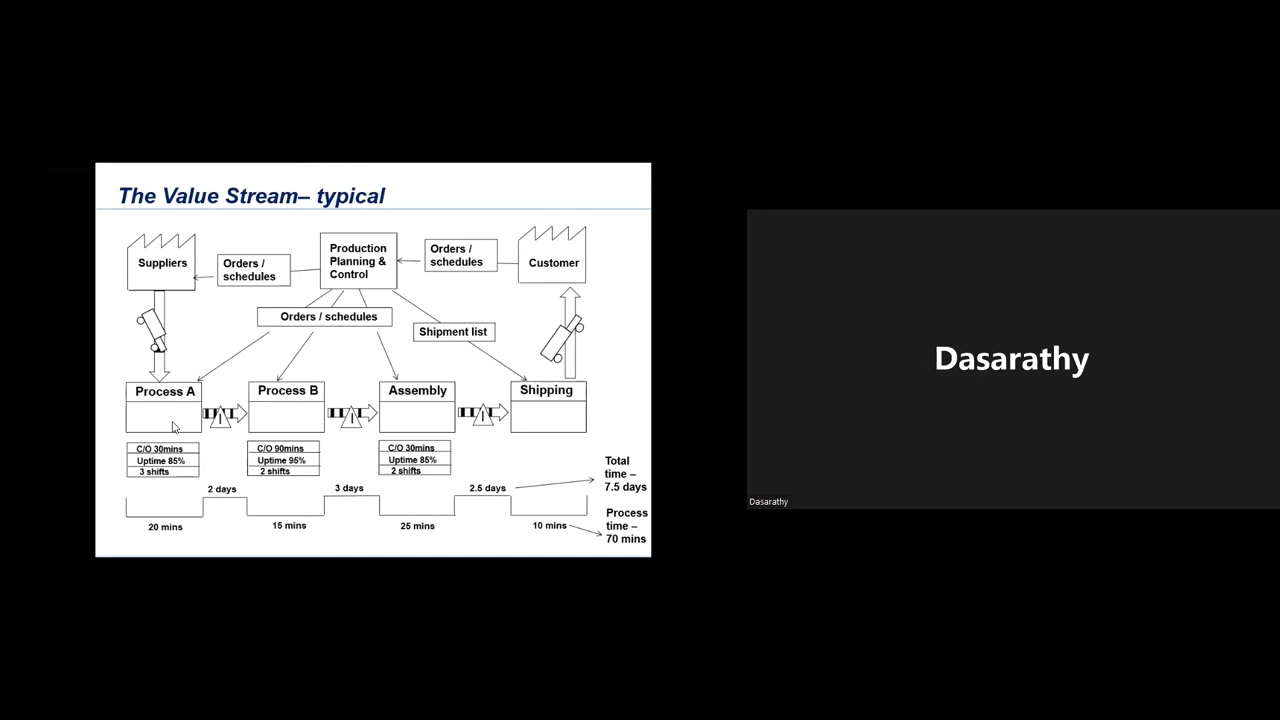 The Value Stream– typical
Suppliers
Orders /
schedules
Production
Planning &
Control
Orders /
schedules
Customer
Orders / schedules
Shipment list
Process A
Process B
Assembly
Shipping
I
I
I
C/O 30mins
Uptime 85%
3 shifts
C/O 90mins
Uptime 95%
2 shifts
C/O 30mins
Uptime 85%
2 shifts
2 days
3 days
2.5 days
Total
time –
7.5 days
20 mins
15 mins
25 mins
10 mins
Process
time –
70 mins
Dasarathy
Dasarathy